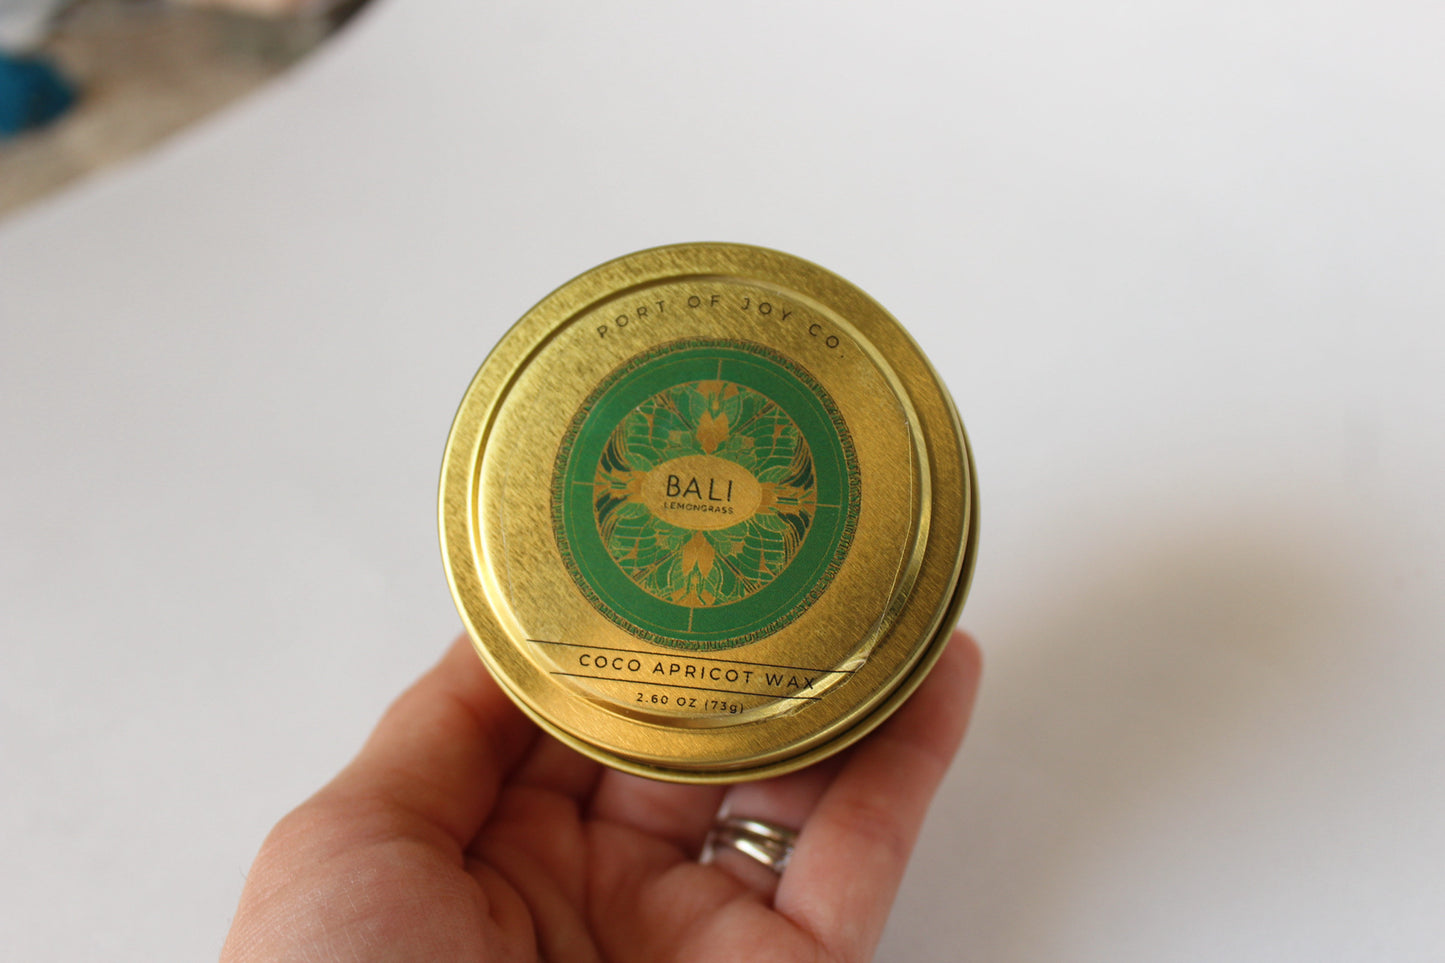 PORT OF JOY CO.
BALI
LEMONGRASS
COCO APRICOT WAX
2.60 OZ (73g)